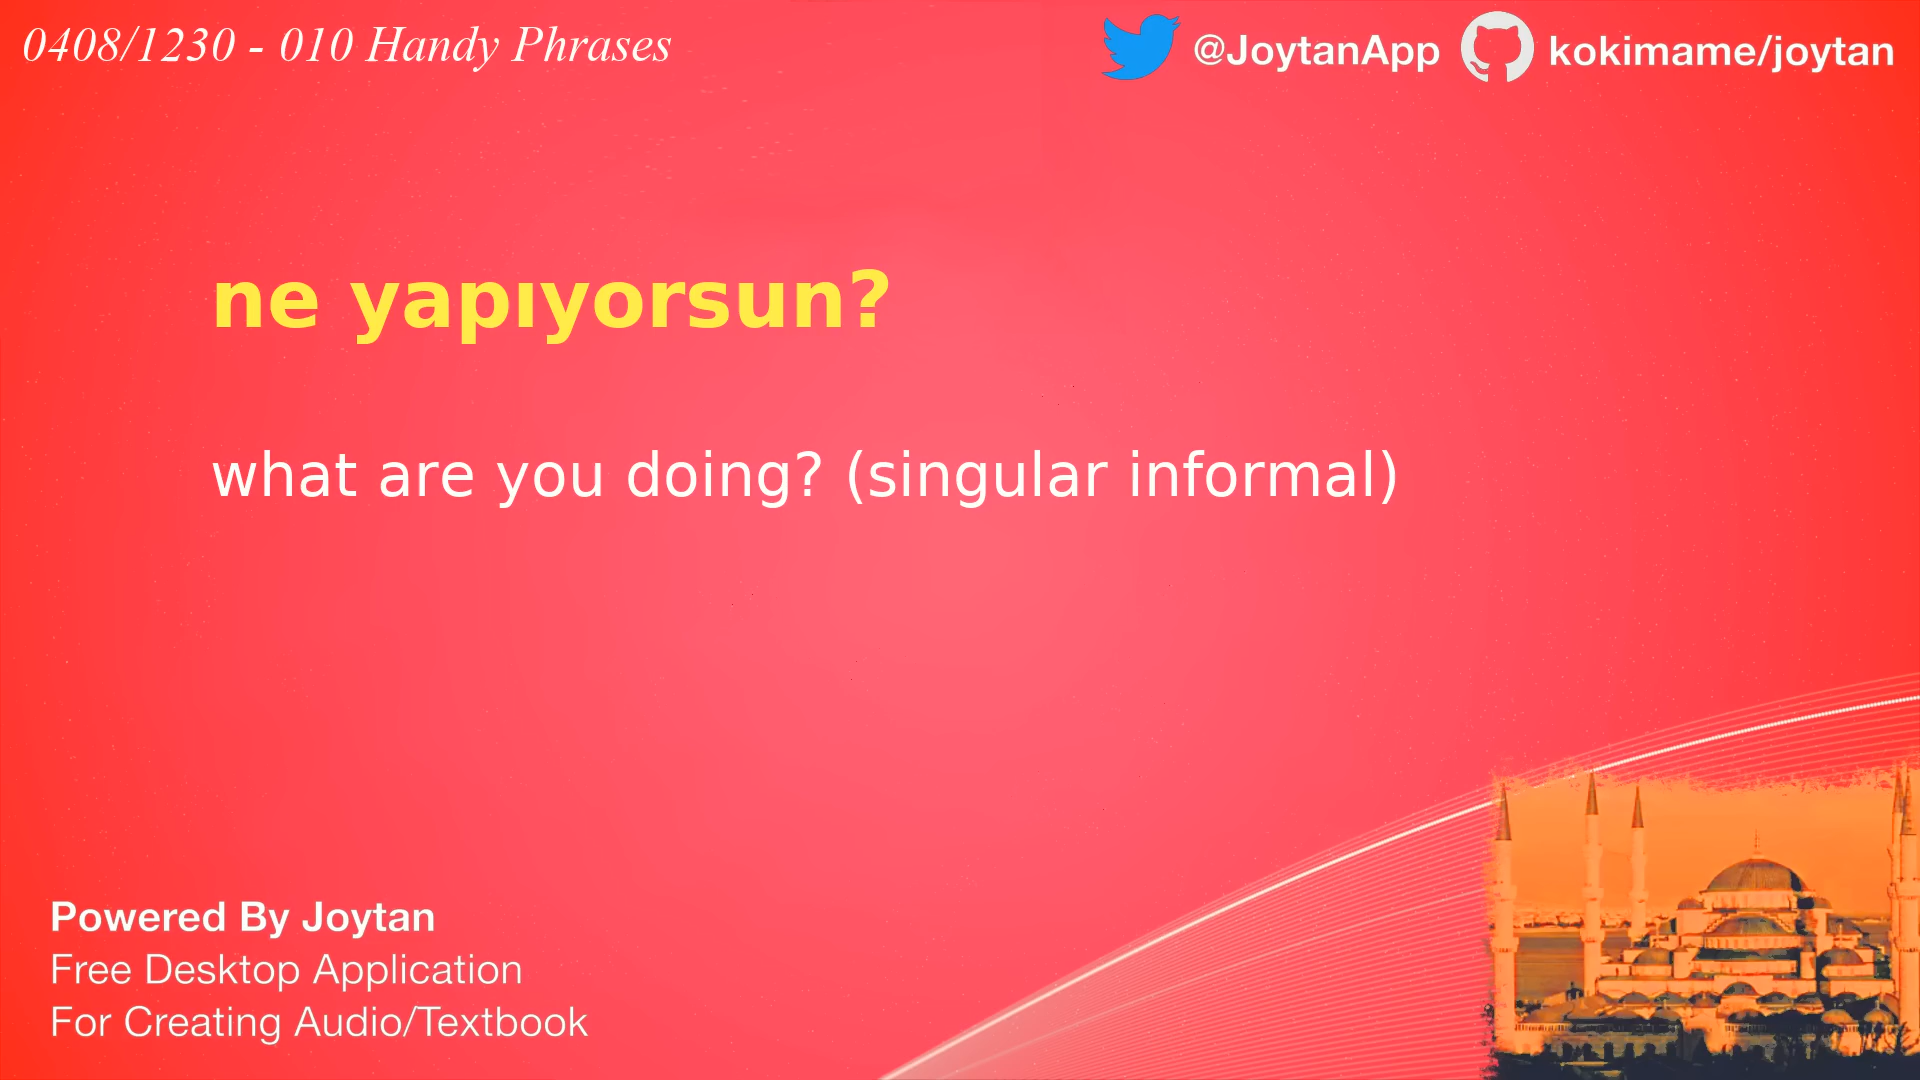 0408/1230 - 010 Handy Phrases
@JoytanApp kokimame/joytan
ne yapıyorsun?
what are you doing? (singular informal)
Powered By Joytan
Free Desktop Application
For Creating Audio/Textbook